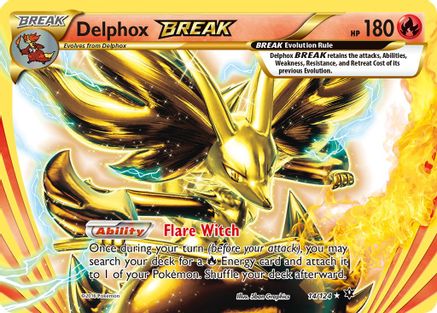 BREAK
Delphox BREAK
HP 180
Evolves from Delphox
BREAK Evolution Rule
Delphox BREAK retains the attacks, Abilities,
Weakness, Resistance, and Retreat Cost of its
previous Evolution.
Ability Flare Witch
Once during your turn (before your attack), you may
search your deck for a Energy card and attach it
to 1 of your Pokémon. Shuffle your deck afterward.
©2016 Pokémon
Illus. 5ban Graphics
14/124